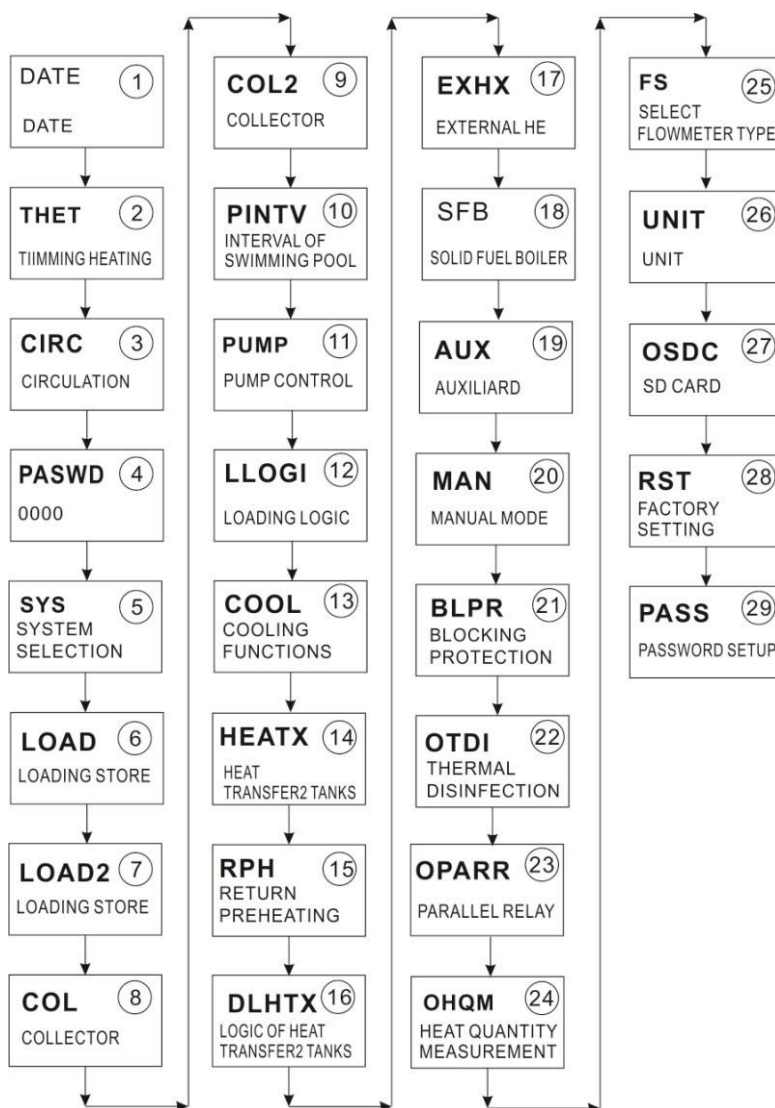 DATE 1
DATE
THET 2
TIIMMING HEATING
CIRC 3
CIRCULATION
PASWD 4
0000
SYS 5
SYSTEM
SELECTION
LOAD 6
LOADING STORE
LOAD2 7
LOADING STORE
COL 8
COLLECTOR
COL2 9
COLLECTOR
PINTV 10
INTERVAL OF
SWIMMING POOL
PUMP 11
PUMP CONTROL
LLOGI 12
LOADING LOGIC
COOL 13
COOLING
FUNCTIONS
HEATX 14
HEAT
TRANSFER2 TANKS
RPH 15
RETURN
PREHEATING
DLHTX 16
LOGIC OF HEAT
TRANSFER2 TANKS
EXHX 17
EXTERNAL HE
SFB 18
SOLID FUEL BOILER
AUX 19
AUXILIARD
MAN 20
MANUAL MODE
BLPR 21
BLOCKING
PROTECTION
OTDI 22
THERMAL
DISINFECTION
OPARR 23
PARALLEL RELAY
OHQM 24
HEAT QUANTITY
MEASUREMENT
FS 25
SELECT
FLOWMETER TYPE
UNIT 26
UNIT
OSDC 27
SD CARD
RST 28
FACTORY
SETTING
PASS 29
PASSWORD SETUP